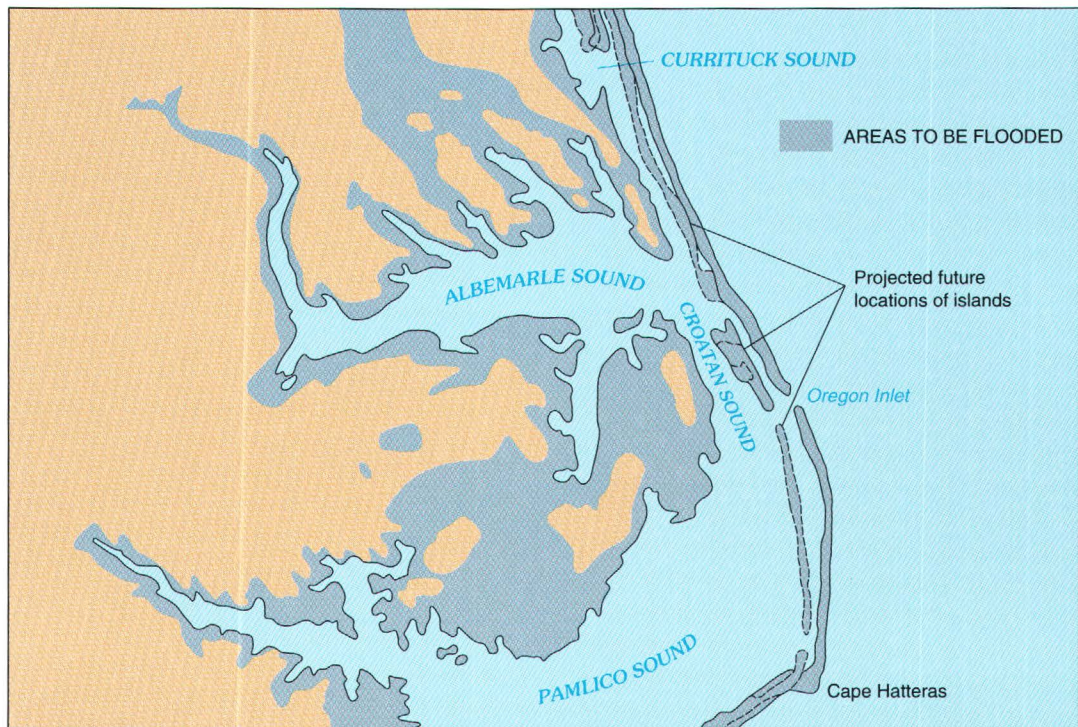 CURRITUCK SOUND
AREAS TO BE FLOODED
ALBEMARLE SOUND
Projected future
locations of islands
CROATAN SOUND
Oregon Inlet
PAMLICO SOUND
Cape Hatteras